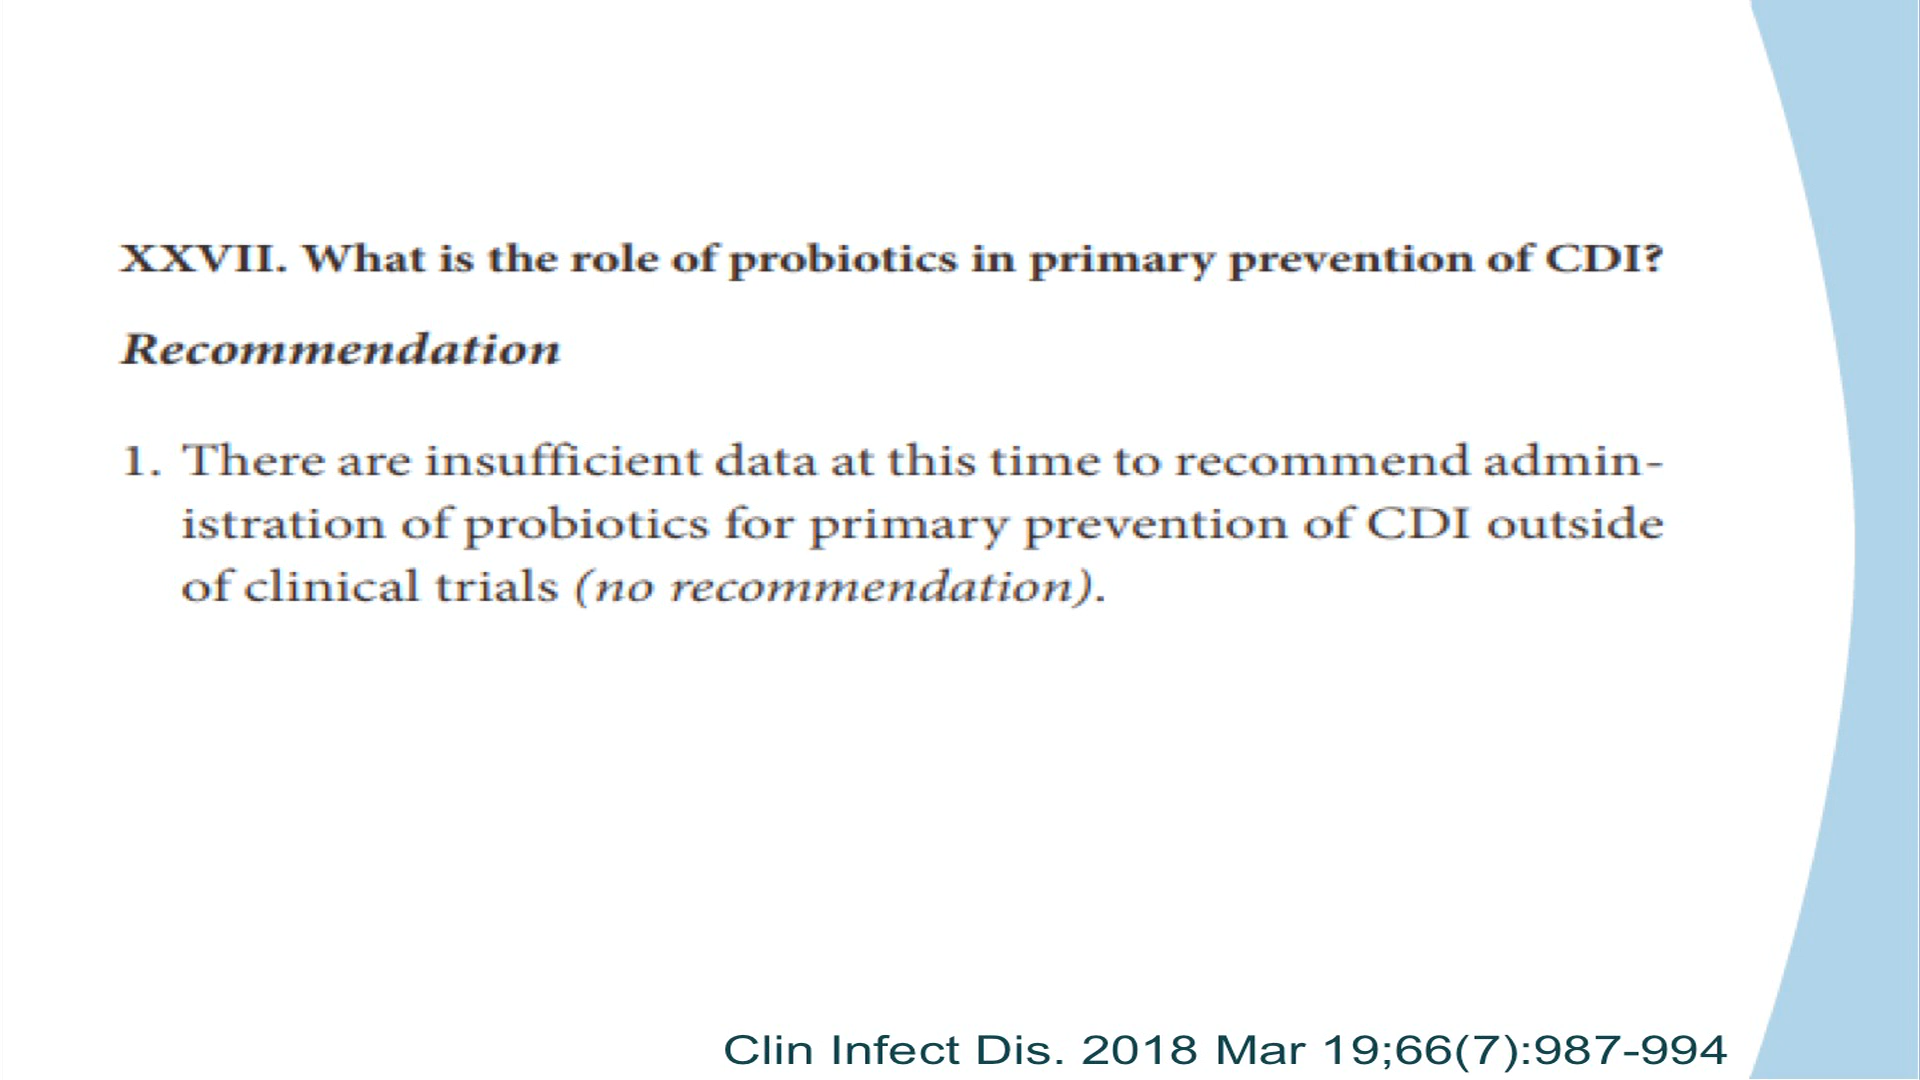 XXVII. What is the role of probiotics in primary prevention of CDI?
Recommendation
1. There are insufficient data at this time to recommend admin-
istration of probiotics for primary prevention of CDI outside
of clinical trials (no recommendation).
Clin Infect Dis. 2018 Mar 19;66(7):987-994